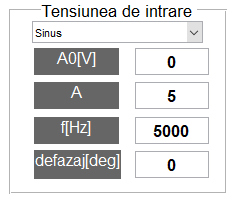 Tensiunea de intrare
Sinus
A0[V] 0
A 5
f[Hz] 5000
defazaj[deg] 0